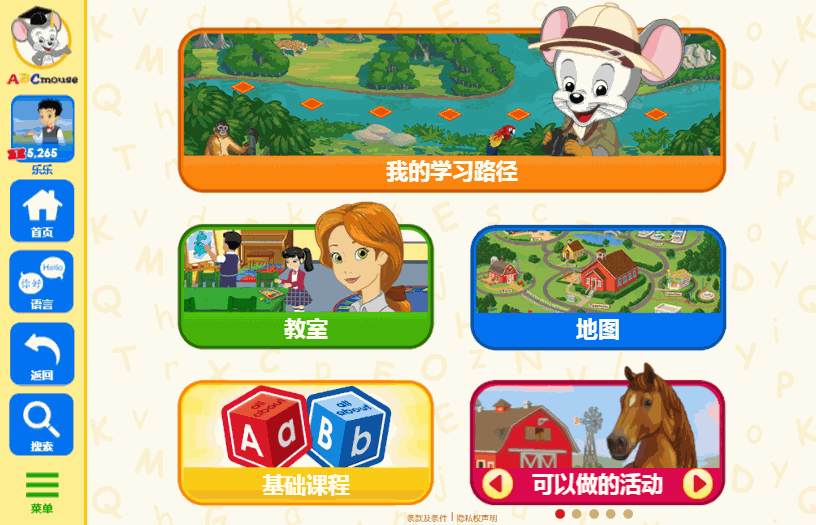 ABCmouse
1 5,265
乐乐
首页
Hello
你好
语言
返回
搜索
菜单
我的学习路径
教室
地图
all about
all about
A a
B b
基础课程
可以做的活动
条款及条件 | 隐私权声明